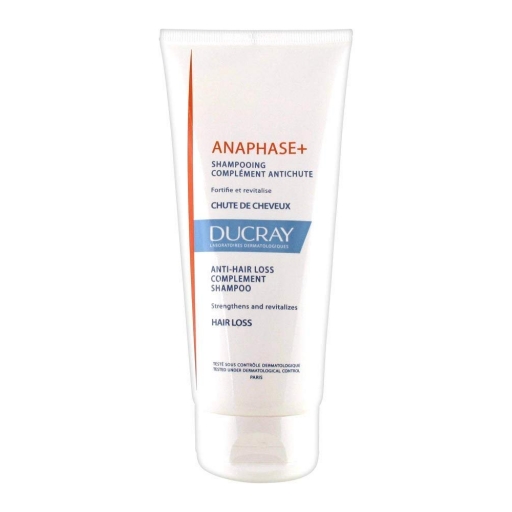 ANAPHASE+
SHAMPOOING
COMPLÉMENT ANTICHUTE
Fortifie et revitalise
CHUTE DE CHEVEUX
DUCRAY
LABORATOIRES DERMATOLOGIQUES
ANTI-HAIR LOSS
COMPLEMENT
SHAMPOO
Strengthens and revitalizes
HAIR LOSS
TESTÉ SOUS CONTRÔLE DERMATOLOGIQUE
TESTED UNDER DERMATOLOGICAL CONTROL
PARIS